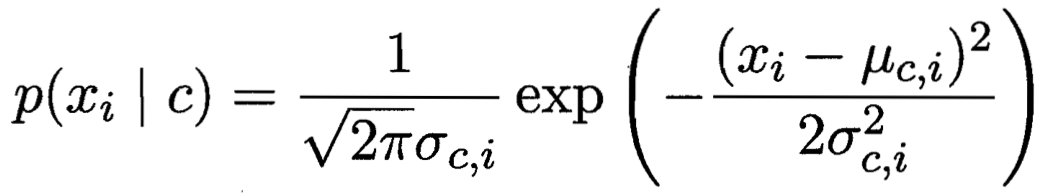 p(x_i | c) = \frac{1}{\sqrt{2\pi}\sigma_{c,i}} \exp\left(-\frac{(x_i - \mu_{c,i})^2}{2\sigma_{c,i}^2}\right)